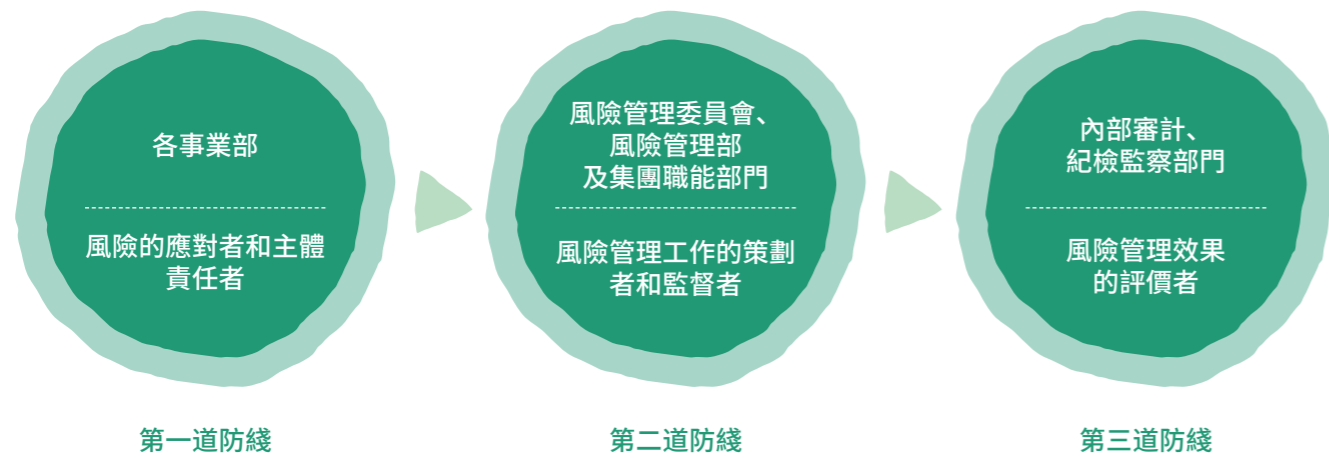 各事業部
風險的應對者和主體
責任者
第一道防綫
風險管理委員會、
風險管理部
及集團職能部門
風險管理工作的策劃
者和監督者
第二道防綫
內部審計、
紀檢監察部門
風險管理效果
的評價者
第三道防綫